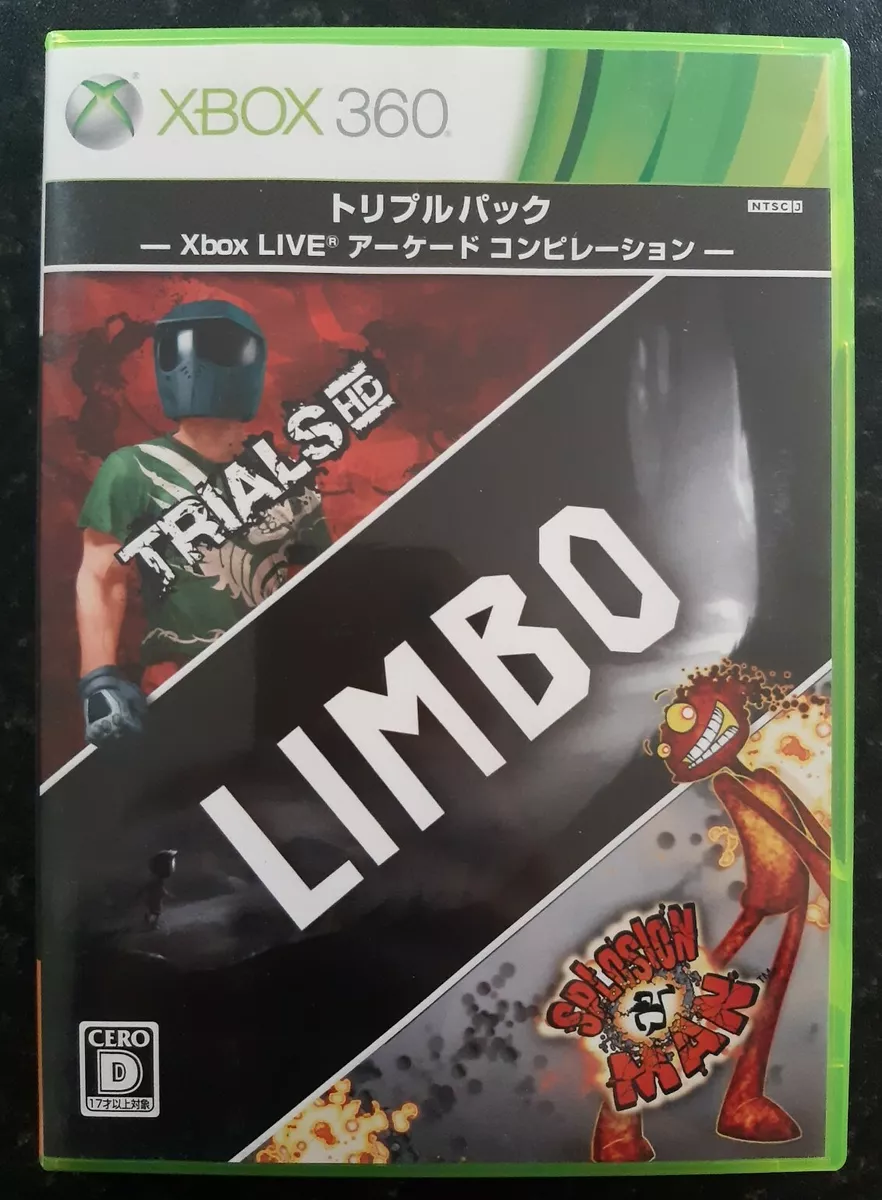 XBOX 360
トリプルパック
NTSC J
― Xbox LIVE® アーケード コンピレーション ―
TRIALS HD
LIMBO
'SPLOSION
MAN™
CERO
D
17才以上対象